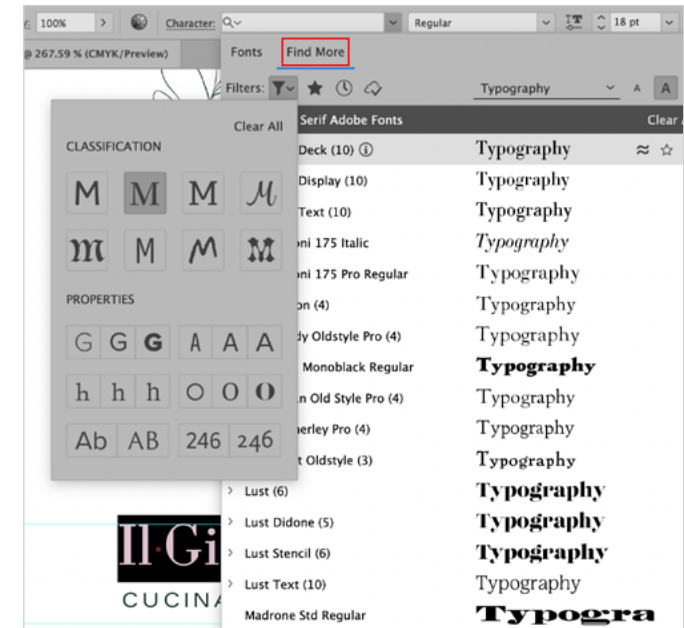 100% Character: Regular 18 pt
@ 267.59 % (CMYK/Preview)
Fonts Find More
Filters: Typography A A
Clear All
Serif Adobe Fonts Clear
CLASSIFICATION
Deck (10) Typography
M M M M
Display (10) Typography
Text (10) Typography
m M M M
oni 175 Italic Typography
oni 175 Pro Regular Typography
PROPERTIES
on (4) Typography
G G G A A A
dy Oldstyle Pro (4) Typography
Monoblack Regular Typography
h h h O O O
n Old Style Pro (4) Typography
erley Pro (4) Typography
Ab AB 246 246
t Oldstyle (3) Typography
Lust (6) Typography
Lust Didone (5) Typography
Lust Stencil (6) Typography
Il Gi
Lust Text (10) Typography
CUCINA
Madrone Std Regular Typogra